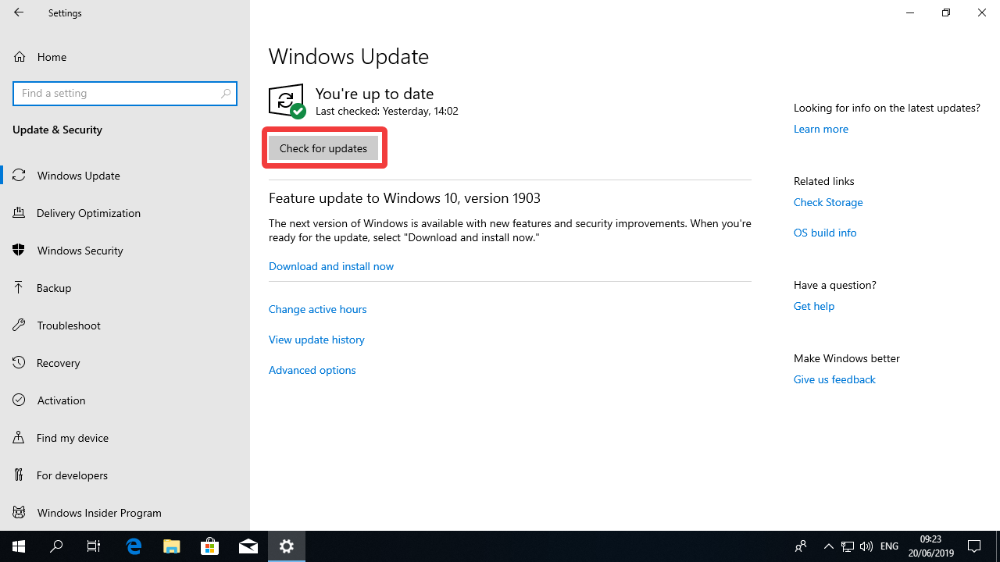 Settings
Home
Find a setting
Update & Security
Windows Update
Delivery Optimization
Windows Security
Backup
Troubleshoot
Recovery
Activation
Find my device
For developers
Windows Insider Program
Windows Update
You're up to date
Last checked: Yesterday, 14:02
Check for updates
Feature update to Windows 10, version 1903
The next version of Windows is available with new features and security improvements. When you're
ready for the update, select "Download and install now."
Download and install now
Change active hours
View update history
Advanced options
Looking for info on the latest updates?
Learn more
Related links
Check Storage
OS build info
Have a question?
Get help
Make Windows better
Give us feedback
ENG
09:23
20/06/2019